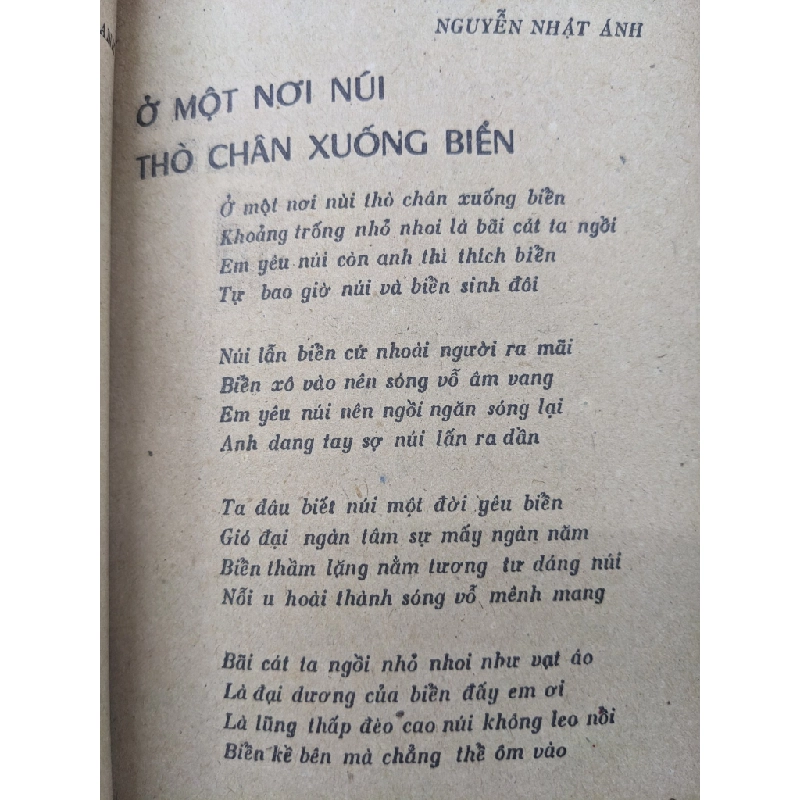 NGUYỄN NHẬT ÁNH
Ở MỘT NƠI NÚI
THÒ CHÂN XUỐNG BIỂN
Ở một nơi nùi thò chân xuống biển
Khoảng trống nhỏ nhoi là bãi cát ta ngồi
Em yêu núi còn anh thì thích biển
Tự bao giờ núi và biển sinh đôi
Núi lẫn biển cứ nhoài người ra mãi
Biển xô vào nên sóng vỗ âm vang
Em yêu núi nên ngồi ngăn sóng lại
Anh dang tay sợ núi lấn ra dần
Ta đâu biết núi một đời yêu biển
Gió đại ngàn tâm sự mấy ngàn năm
Biển thầm lặng nằm tương tư dáng núi
Nỗi u hoài thành sóng vỗ mênh mang
Bãi cát ta ngồi nhỏ nhoi như vạt áo
Là đại dương của biển đấy em ơi
Là lũng thấp đèo cao núi không leo nổi
Biển kề bên mà chẳng thể ôm vào